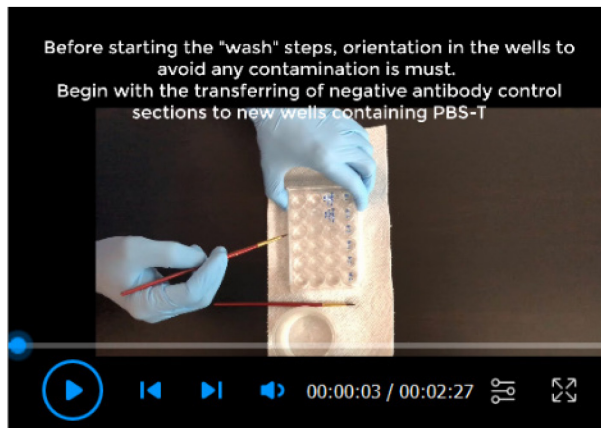 Before starting the "wash" steps, orientation in the wells to
avoid any contamination is must.
Begin with the transferring of negative antibody control
sections to new wells containing PBS-T
00:00:03 / 00:02:27